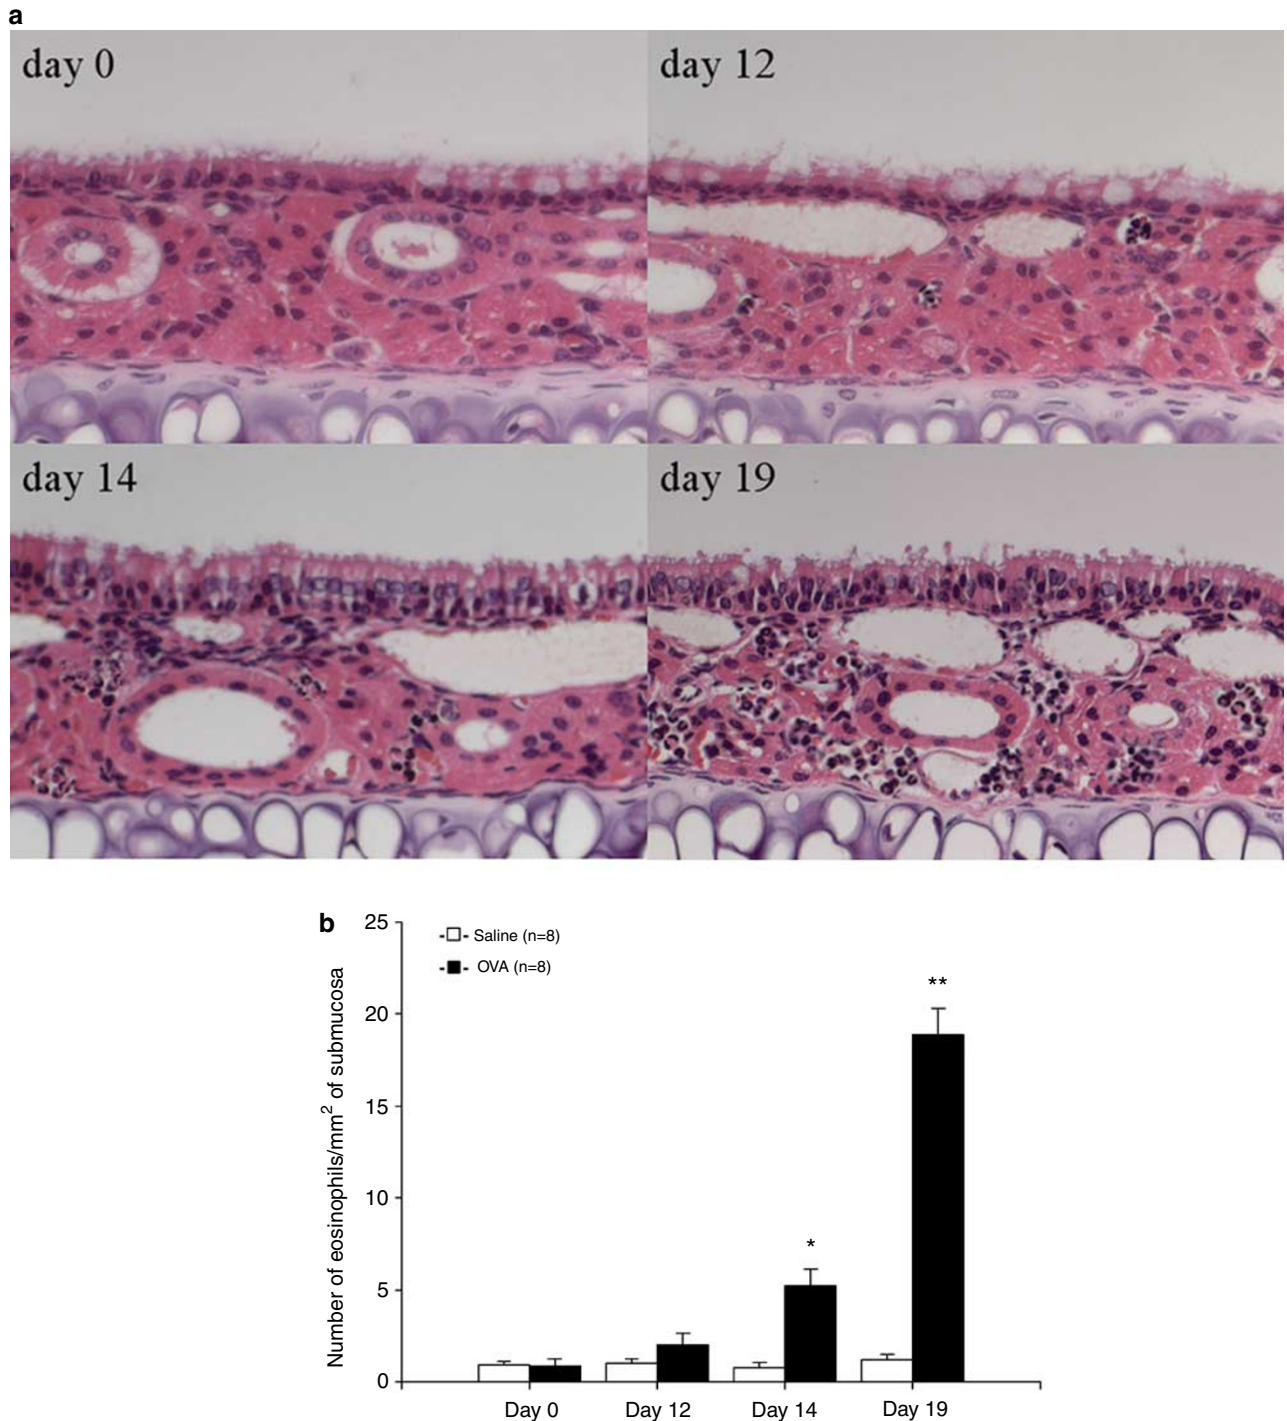 a
day 0
day 12
day 14
day 19
b
25
20
15
10
5
0
Number of eosinophils/mm² of submucosa
Saline (n=8)
OVA (n=8)
*
**
Day 0
Day 12
Day 14
Day 19